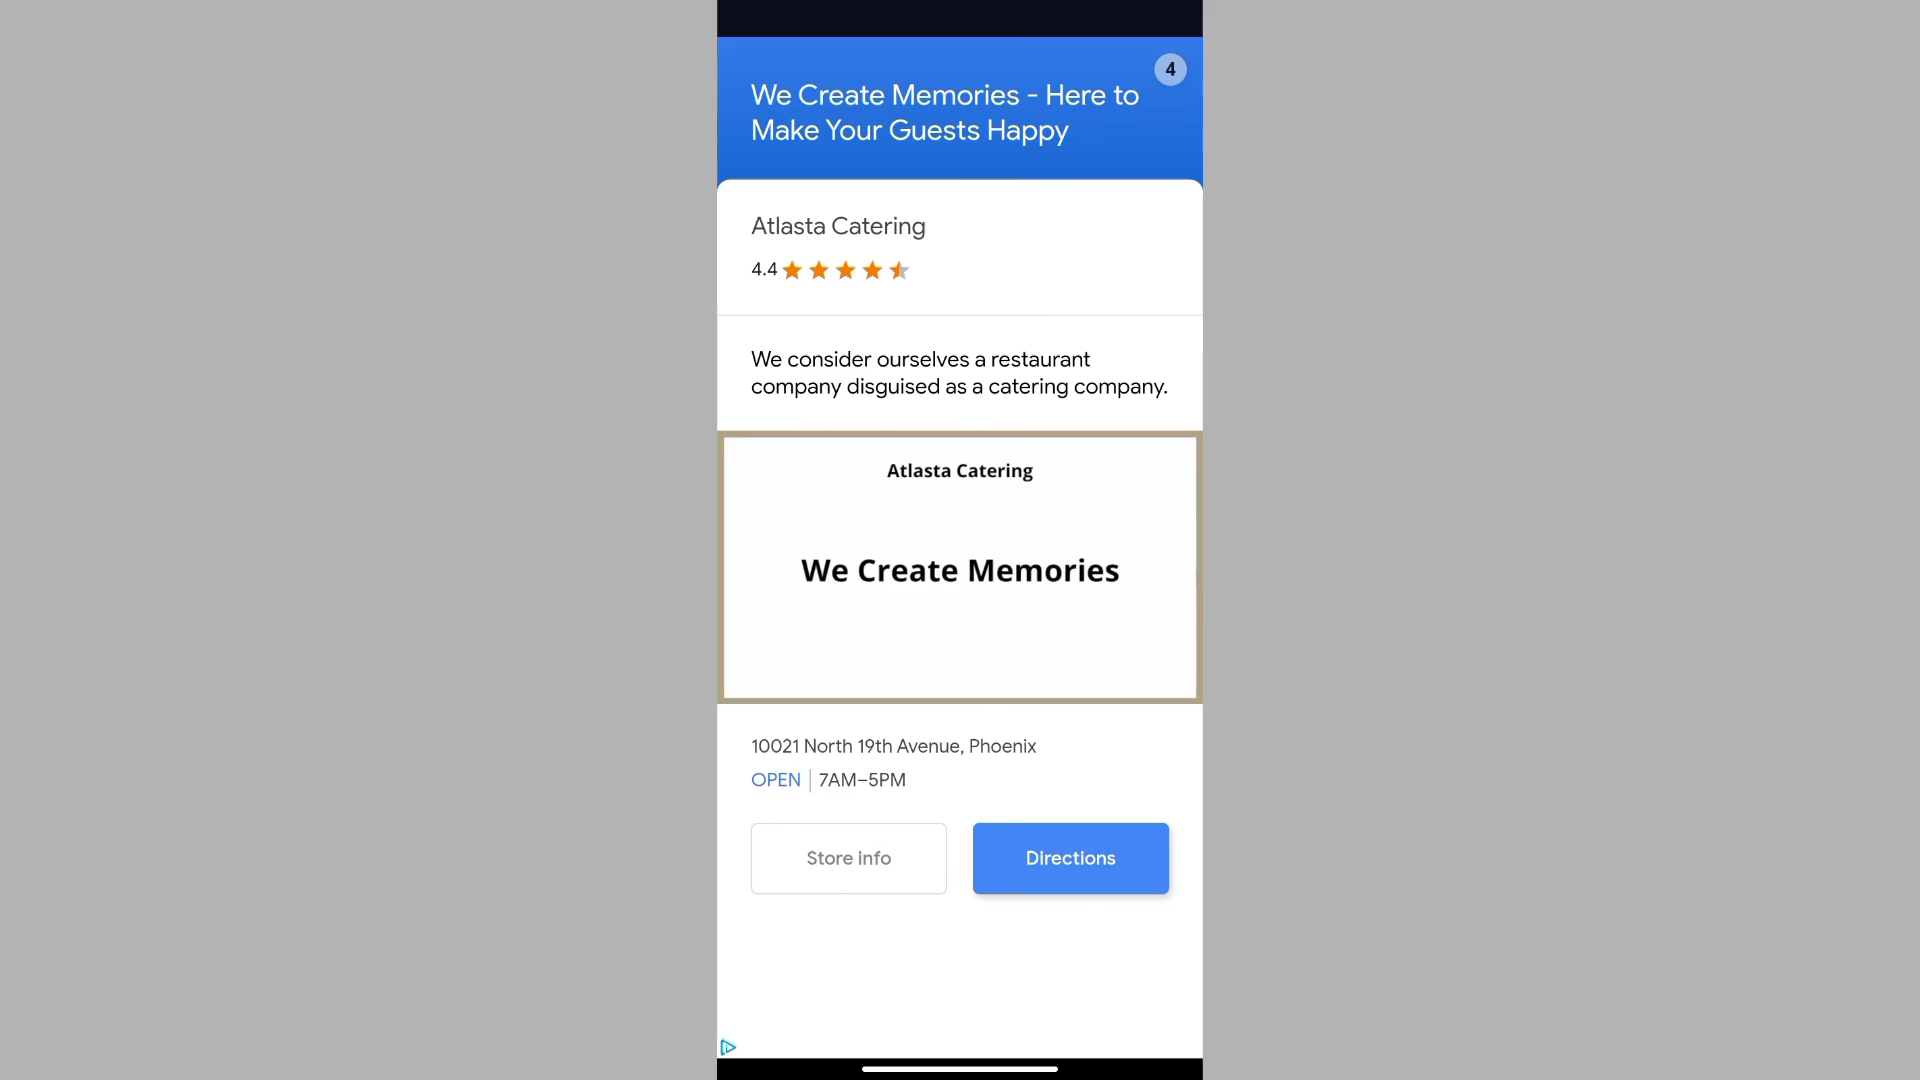 4
We Create Memories - Here to
Make Your Guests Happy
Atlasta Catering
4.4
We consider ourselves a restaurant
company disguised as a catering company.
Atlasta Catering
We Create Memories
10021 North 19th Avenue, Phoenix
OPEN | 7AM–5PM
Store info
Directions